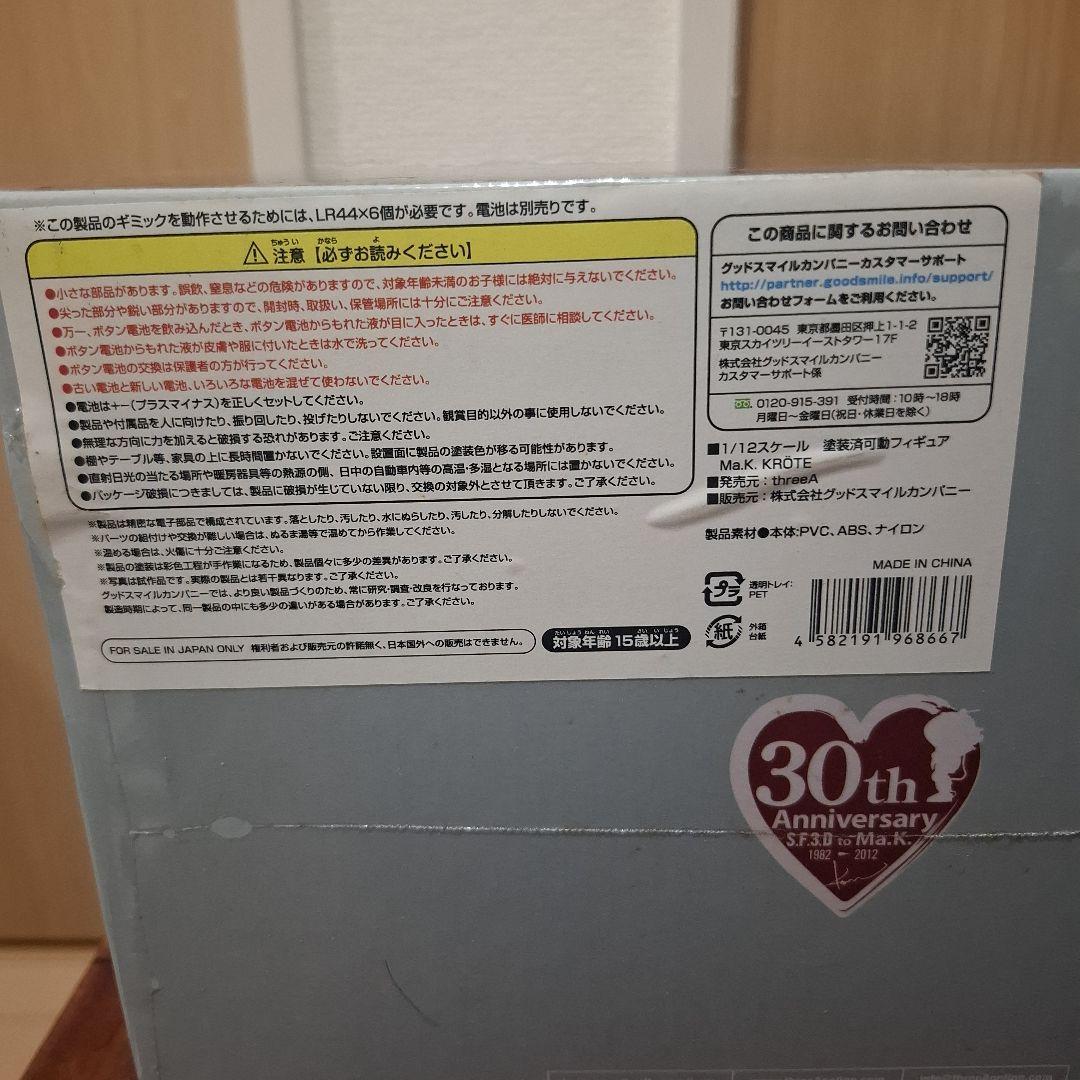 ※この製品のギミックを動作させるためには、LR44×6個が必要です。電池は別売りです。
ちゅうい かなら よ
注意【必ずお読みください】
●小さな部品があります。誤飲、窒息などの危険がありますので、対象年齢未満のお子様には絶対に与えないでください。
●尖った部分や鋭い部分がありますので、開封時、取扱い、保管場所には十分にご注意ください。
●万一、ボタン電池を飲み込んだとき、ボタン電池からもれた液が目に入ったときは、すぐに医師に相談してください。
●ボタン電池からもれた液が皮膚や服に付いたときは水で洗ってください。
●ボタン電池の交換は保護者の方が行ってください。
●古い電池と新しい電池、いろいろな電池を混ぜて使わないでください。
●電池は+−(プラスマイナス)を正しくセットしてください。
●製品や付属品を人に向けたり、振り回したり、投げたりしないでください。観賞目的以外の事に使用しないでください。
●無理な方向に力を加えると破損する恐れがあります。ご注意ください。
●棚やテーブル等、家具の上に長時間置かないでください。設置面に製品の塗装色が移る可能性があります。
●直射日光の当たる場所や暖房器具等の熱源の側、日中の自動車内等の高温・多湿となる場所には置かないでください。
●パッケージ破損につきましては、製品に破損が生じていない限り、交換の対象外とさせて頂きます。ご了承ください。
※製品は精密な電子部品で構成されています。落としたり、汚したり、水にぬらしたり、汚したり、分解したりしないでください。
※パーツの組付けや交換が難しい場合は、ぬるま湯等で温めてから作業してください。
※温める場合は、火傷に十分ご注意ください。
※製品の塗装は彩色工程が手作業になるため、製品個々に多少の差異があります。ご了承ください。
※写真は試作品です。実際の製品とは若干異なります。ご了承ください。
グッドスマイルカンパニーでは、より良い製品づくりのため、常に研究・調査・改良を行なっております。
製造時期によって、同一製品の中にも多少の違いがある場合があります。ご了承ください。
FOR SALE IN JAPAN ONLY 権利者および販売元の許諾無く、日本国外への販売はできません。
たいしょうねんれい さいいじょう
対象年齢15歳以上
この商品に関するお問い合わせ
グッドスマイルカンパニーカスタマーサポート
http://partner.goodsmile.info/support/
お問い合わせフォームをご利用ください。
〒131-0045 東京都墨田区押上1-1-2
東京スカイツリーイーストタワー17F
株式会社グッドスマイルカンパニー
カスタマーサポート係
0120-915-391 受付時間:10時〜18時
月曜日〜金曜日(祝日・休業日を除く)
■1/12スケール 塗装済可動フィギュア
Ma.K. KRÖTE
■発売元:threeA
■販売元:株式会社グッドスマイルカンパニー
製品素材●本体:PVC、ABS、ナイロン
MADE IN CHINA
プラ 透明トレイ:
PET
紙 外箱
台紙
4 582191 968667
30th
Anniversary
S.F.3.D to Ma.K.
1982 - 2012